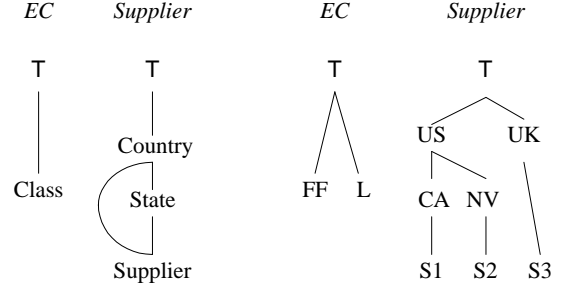 EC Supplier EC Supplier
T T T T
Country US UK
Class State FF L CA NV
Supplier S1 S2 S3